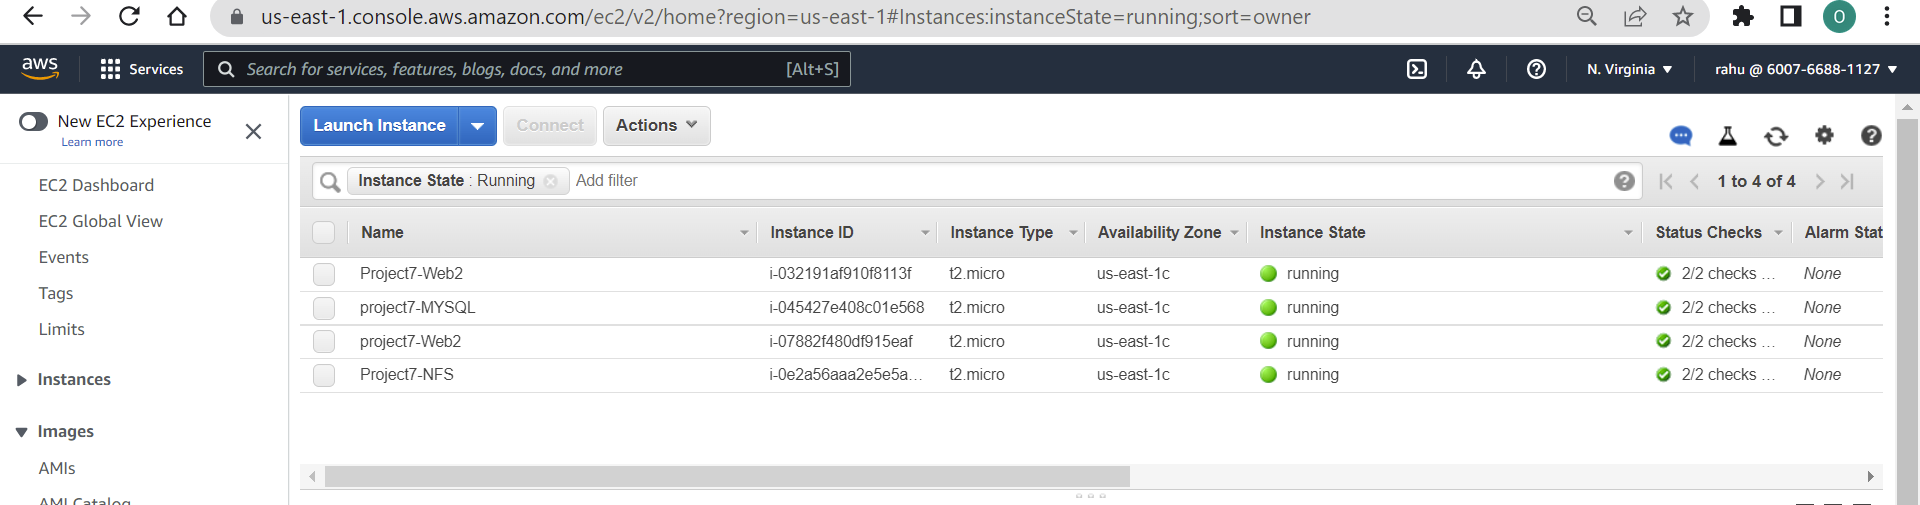 us-east-1.console.aws.amazon.com/ec2/v2/home?region=us-east-1#Instances:instanceState=running;sort=owner
O
aws
Services
Search for services, features, blogs, docs, and more
[Alt+S]
N. Virginia
rahu @ 6007-6688-1127
New EC2 Experience
Learn more
EC2 Dashboard
EC2 Global View
Events
Tags
Limits
Instances
Images
AMIs
AMI Catalog
Launch Instance
Connect
Actions
Instance State : Running
Add filter
1 to 4 of 4
Name Instance ID Instance Type Availability Zone Instance State Status Checks Alarm Stat
Project7-Web2 i-032191af910f8113f t2.micro us-east-1c running 2/2 checks ... None
project7-MYSQL i-045427e408c01e568 t2.micro us-east-1c running 2/2 checks ... None
project7-Web2 i-07882f480df915eaf t2.micro us-east-1c running 2/2 checks ... None
Project7-NFS i-0e2a56aaa2e5e5a... t2.micro us-east-1c running 2/2 checks ... None